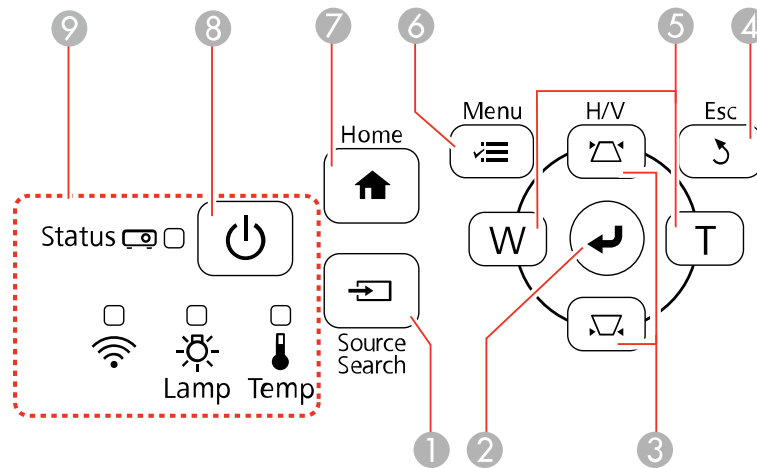 9 8 7 6 5 4
Menu H/V Esc
Home
W T
Status
Source
Search
Lamp Temp
1 2 3